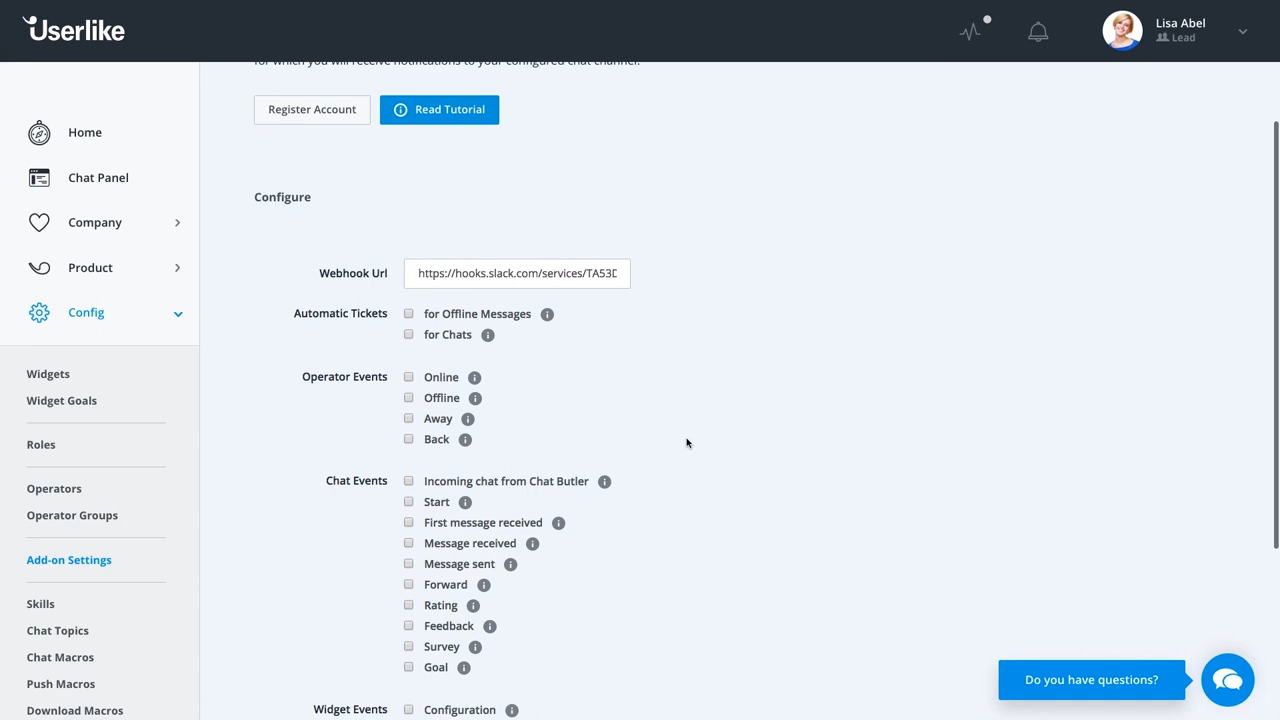 Userlike
Lisa Abel
Lead
for which you will receive notifications to your configured chat channel.
Register Account
Read Tutorial
Home
Chat Panel
Company
Product
Config
Widgets
Widget Goals
Roles
Operators
Operator Groups
Add-on Settings
Skills
Chat Topics
Chat Macros
Push Macros
Download Macros
Configure
Webhook Url https://hooks.slack.com/services/TA53D
Automatic Tickets for Offline Messages
for Chats
Operator Events Online
Offline
Away
Back
Chat Events Incoming chat from Chat Butler
Start
First message received
Message received
Message sent
Forward
Rating
Feedback
Survey
Goal
Widget Events Configuration
Do you have questions?